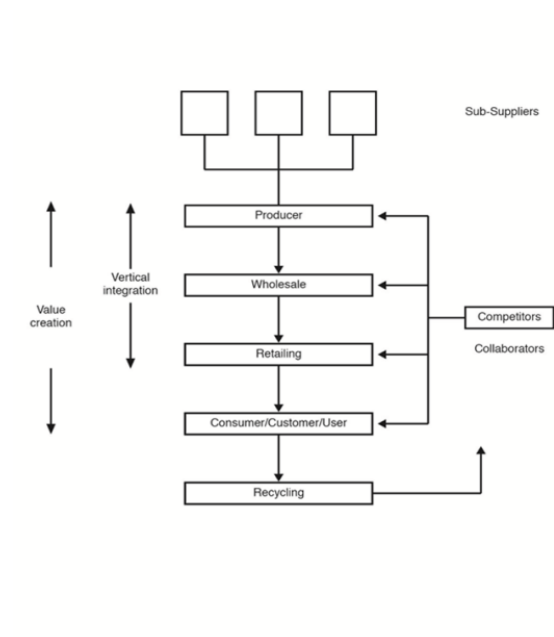 Sub-Suppliers
Producer
Vertical
integration
Wholesale
Value
creation
Competitors
Retailing
Collaborators
Consumer/Customer/User
Recycling